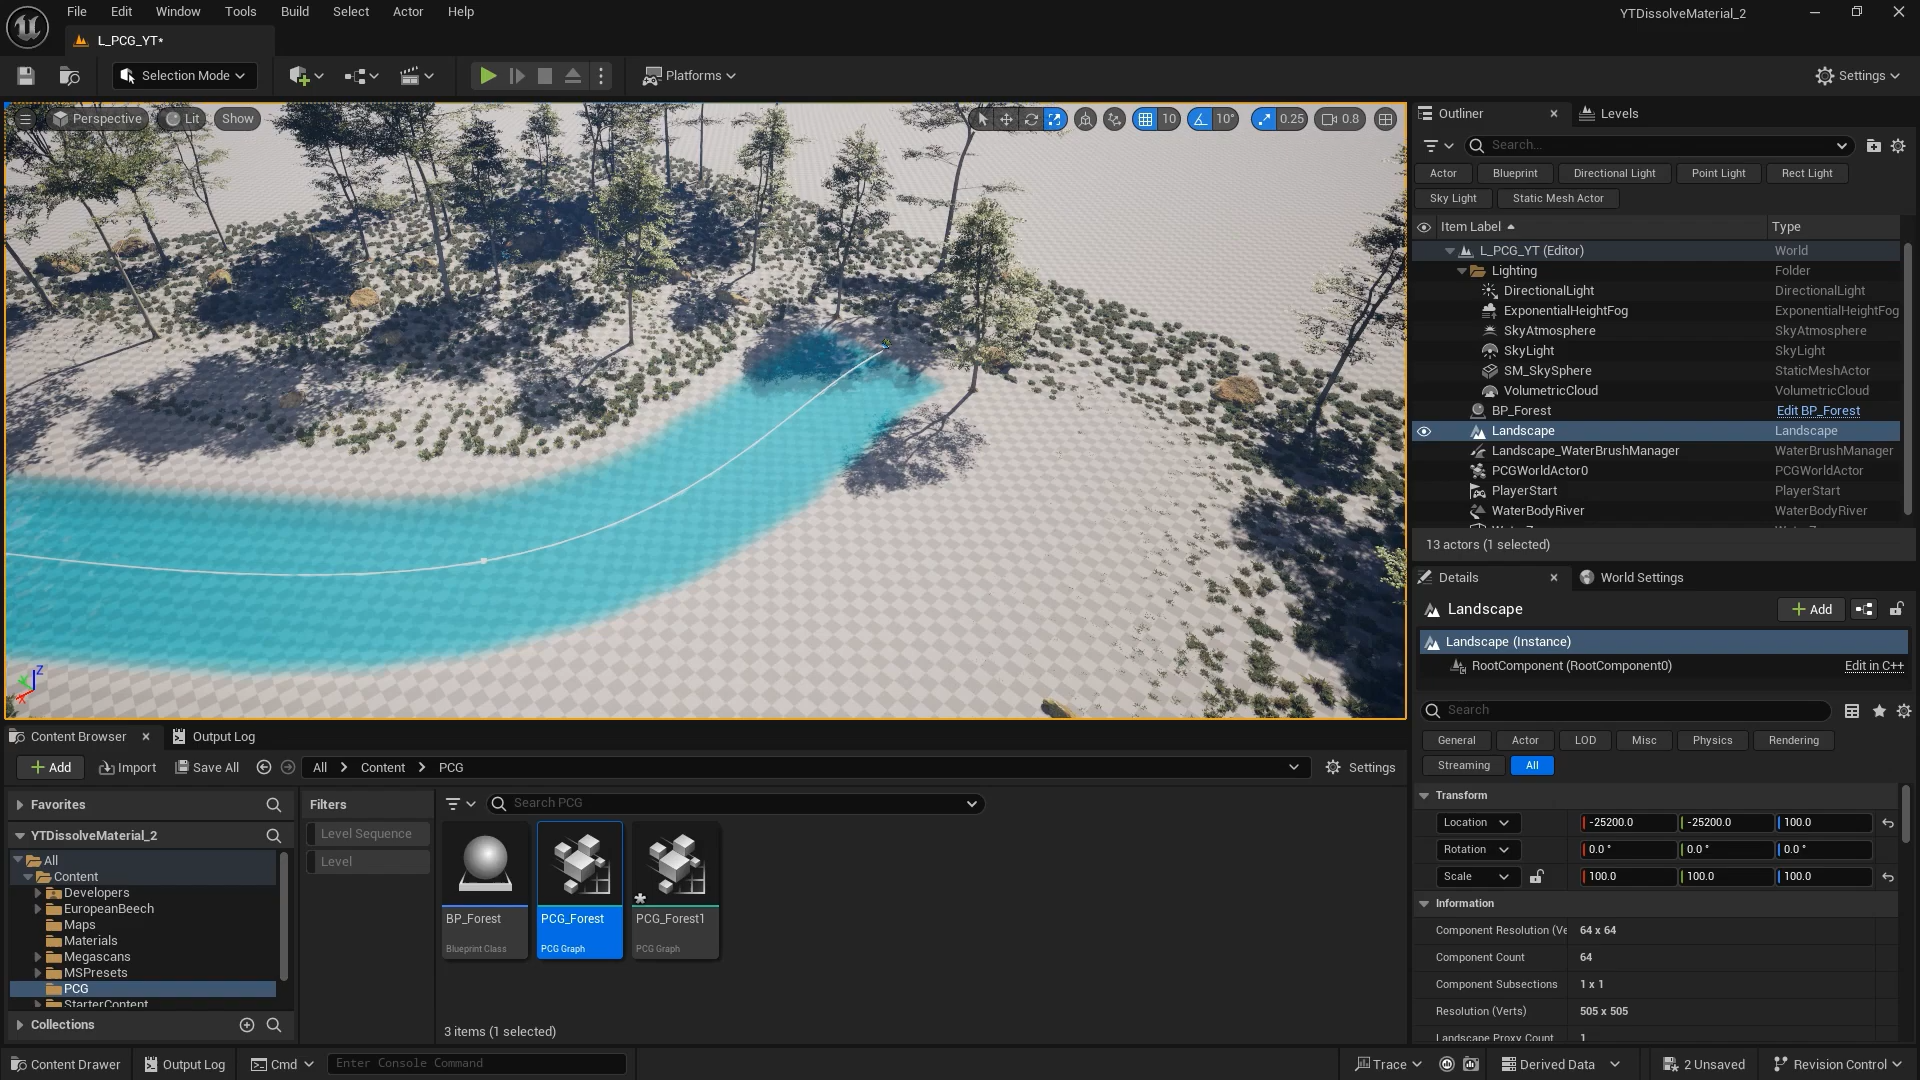 File Edit Window Tools Build Select Actor Help
YTDissolveMaterial_2
L_PCG_YT*
Selection Mode
Platforms
Settings
Perspective Lit Show
10 10° 0.25 0.8
Z
X
Outliner Levels
Search...
Actor Blueprint Directional Light Point Light Rect Light
Sky Light Static Mesh Actor
Item Label Type
L_PCG_YT (Editor) World
Lighting Folder
DirectionalLight DirectionalLight
ExponentialHeightFog ExponentialHeightFog
SkyAtmosphere SkyAtmosphere
SkyLight SkyLight
SM_SkySphere StaticMeshActor
VolumetricCloud VolumetricCloud
BP_Forest Edit BP_Forest
Landscape Landscape
Landscape_WaterBrushManager WaterBrushManager
PCGWorldActor0 PCGWorldActor
PlayerStart PlayerStart
WaterBodyRiver WaterBodyRiver
13 actors (1 selected)
Details World Settings
Landscape
Add
Landscape (Instance)
RootComponent (RootComponent0) Edit in C++
Search
General Actor LOD Misc Physics Rendering
Streaming All
Transform
Location -25200.0 -25200.0 100.0
Rotation 0.0 ° 0.0 ° 0.0 °
Scale 100.0 100.0 100.0
Information
Component Resolution (Ve 64 x 64
Component Count 64
Component Subsections 1 x 1
Resolution (Verts) 505 x 505
Landscape Proxy Count 1
Content Browser Output Log
Add Import Save All All Content PCG Settings
Favorites
YTDissolveMaterial_2
All
Content
Developers
EuropeanBeech
Maps
Materials
Megascans
MSPresets
PCG
StarterContent
Collections
Filters
Level Sequence
Level
Search PCG
BP_Forest
Blueprint Class
PCG_Forest
PCG Graph
PCG_Forest1
PCG Graph
3 items (1 selected)
Content Drawer Output Log Cmd Enter Console Command Trace Derived Data 2 Unsaved Revision Control